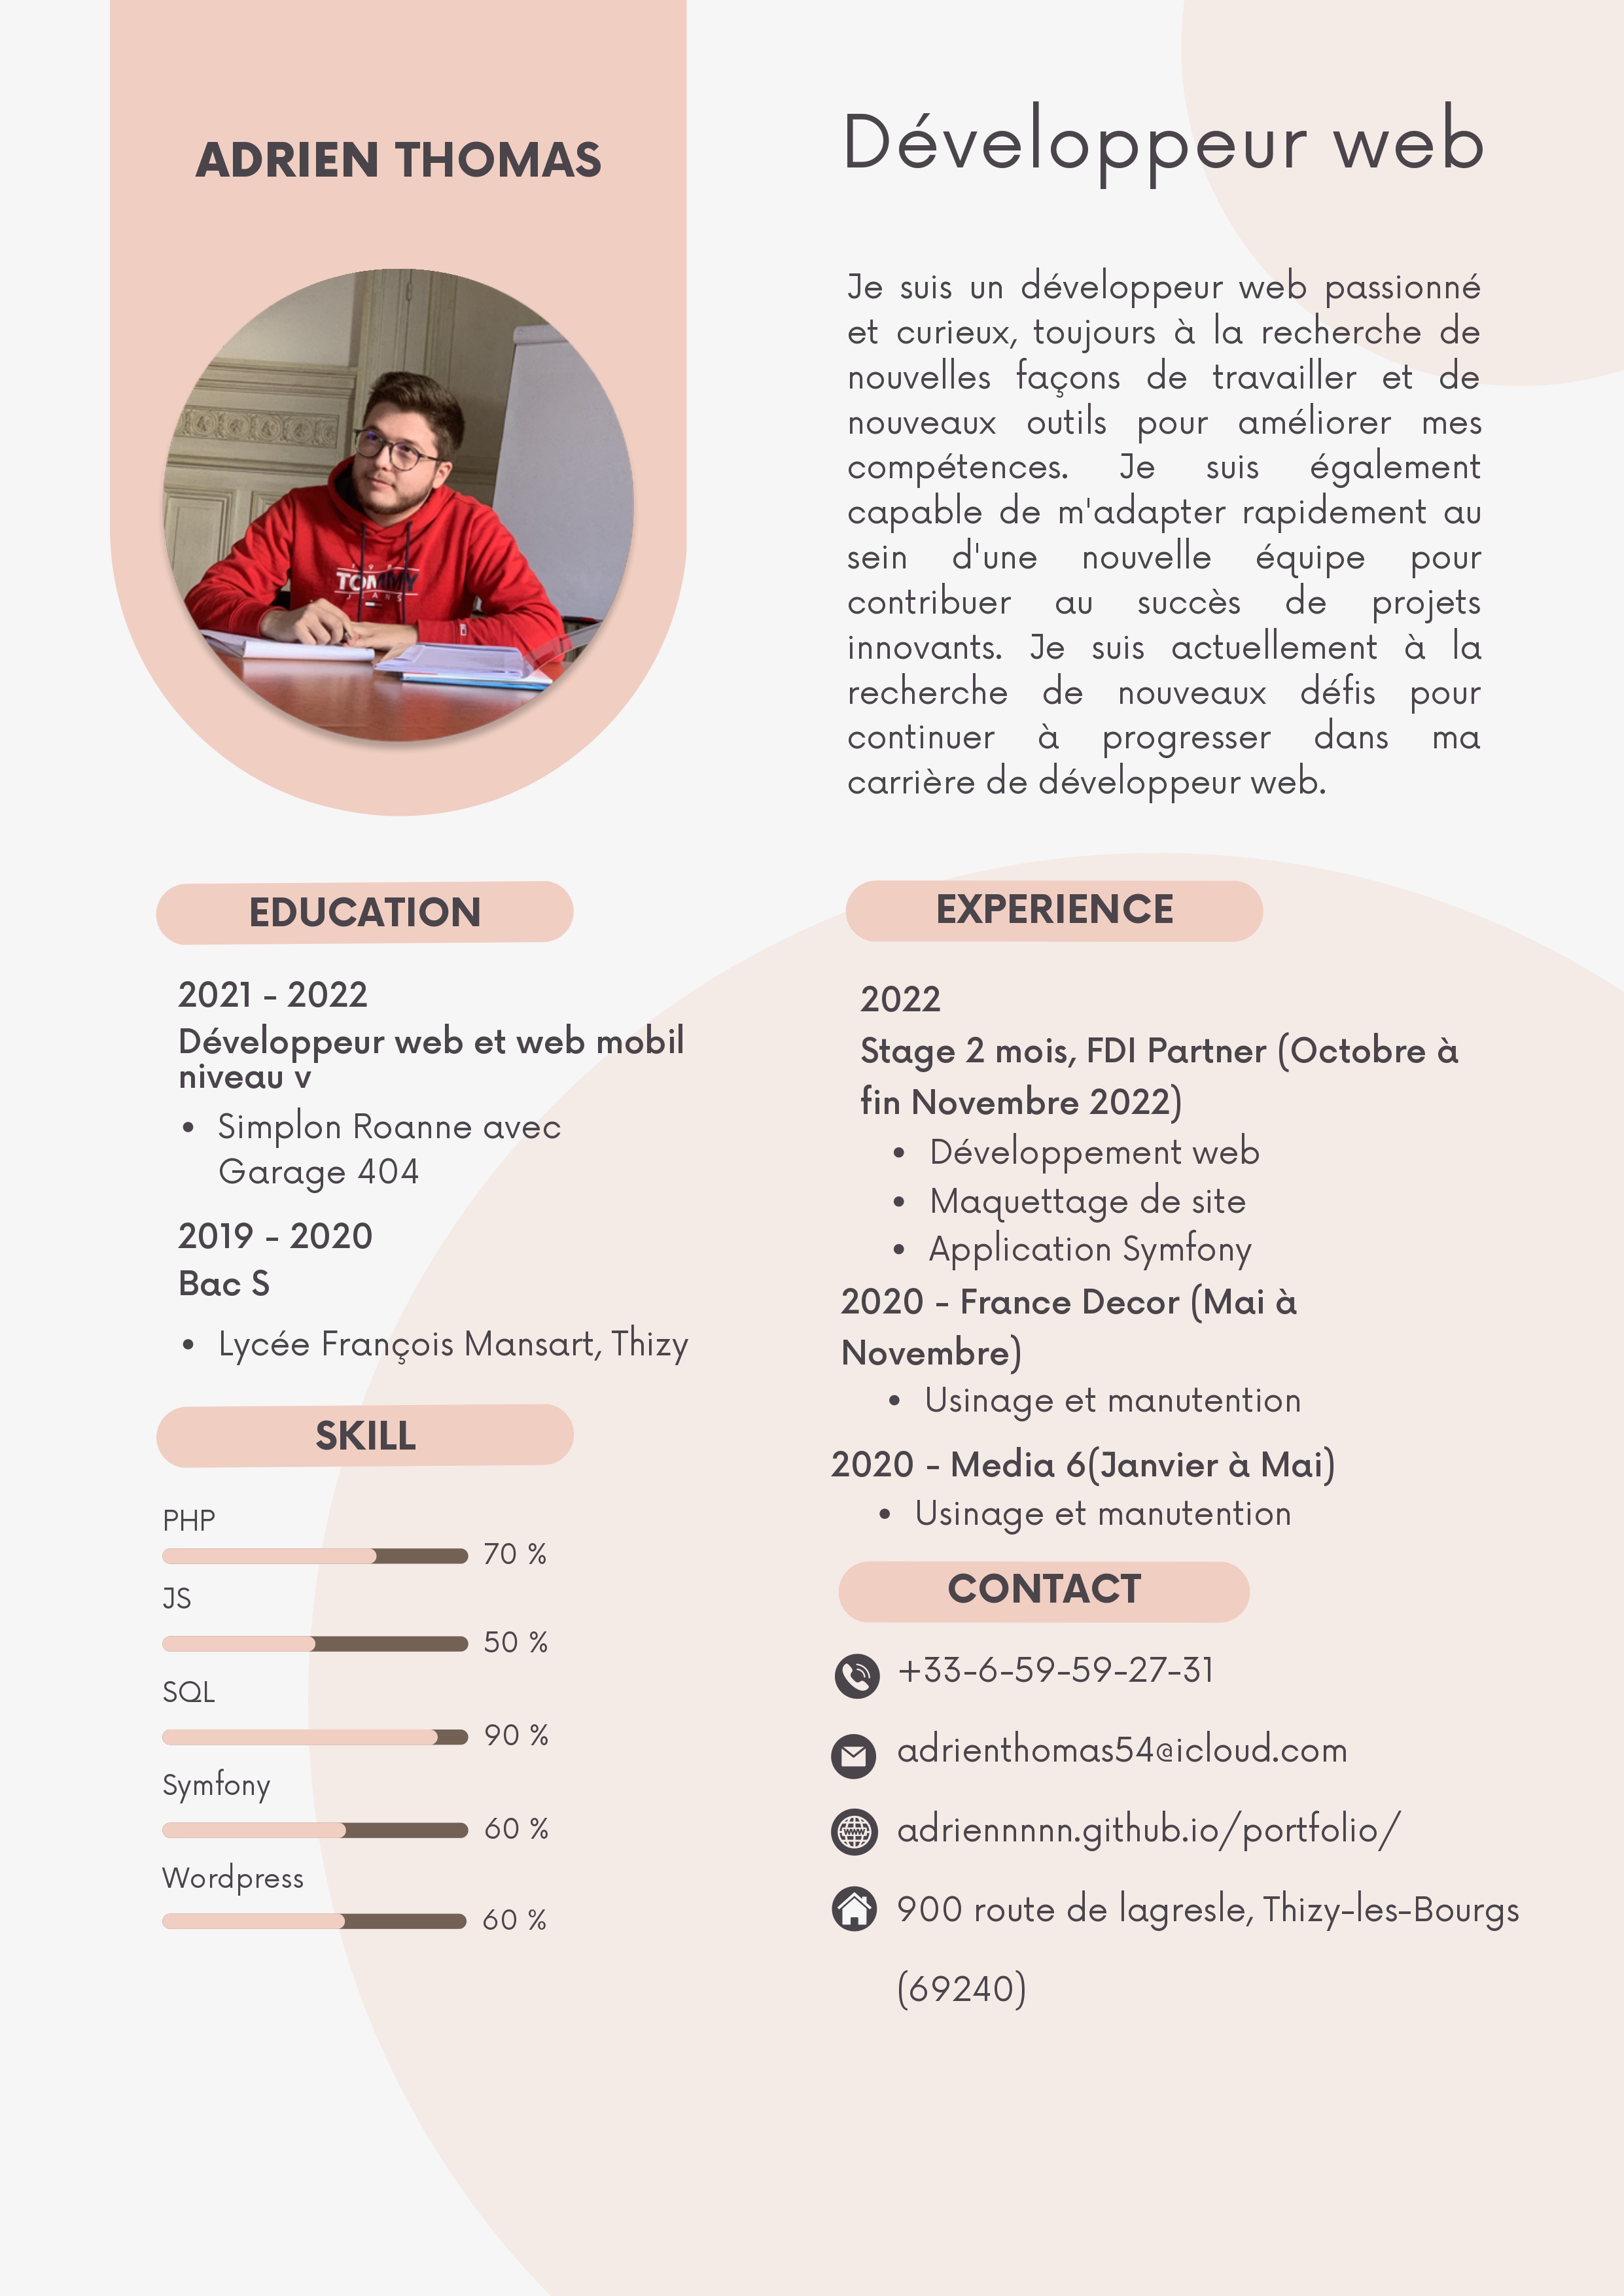 ADRIEN THOMAS
TOMMY
JEANS
Développeur web
Je suis un développeur web passionné
et curieux, toujours à la recherche de
nouvelles façons de travailler et de
nouveaux outils pour améliorer mes
compétences. Je suis également
capable de m'adapter rapidement au
sein d'une nouvelle équipe pour
contribuer au succès de projets
innovants. Je suis actuellement à la
recherche de nouveaux défis pour
continuer à progresser dans ma
carrière de développeur web.
EDUCATION
2021 - 2022
Développeur web et web mobil
niveau v
• Simplon Roanne avec
Garage 404
2019 - 2020
Bac S
• Lycée François Mansart, Thizy
SKILL
PHP
70 %
JS
50 %
SQL
90 %
Symfony
60 %
Wordpress
60 %
EXPERIENCE
2022
Stage 2 mois, FDI Partner (Octobre à
fin Novembre 2022)
• Développement web
• Maquettage de site
• Application Symfony
2020 - France Decor (Mai à
Novembre)
• Usinage et manutention
2020 - Media 6(Janvier à Mai)
• Usinage et manutention
CONTACT
+33-6-59-59-27-31
adrienthomas54@icloud.com
www
adriennnnn.github.io/portfolio/
900 route de lagresle, Thizy-les-Bourgs
(69240)